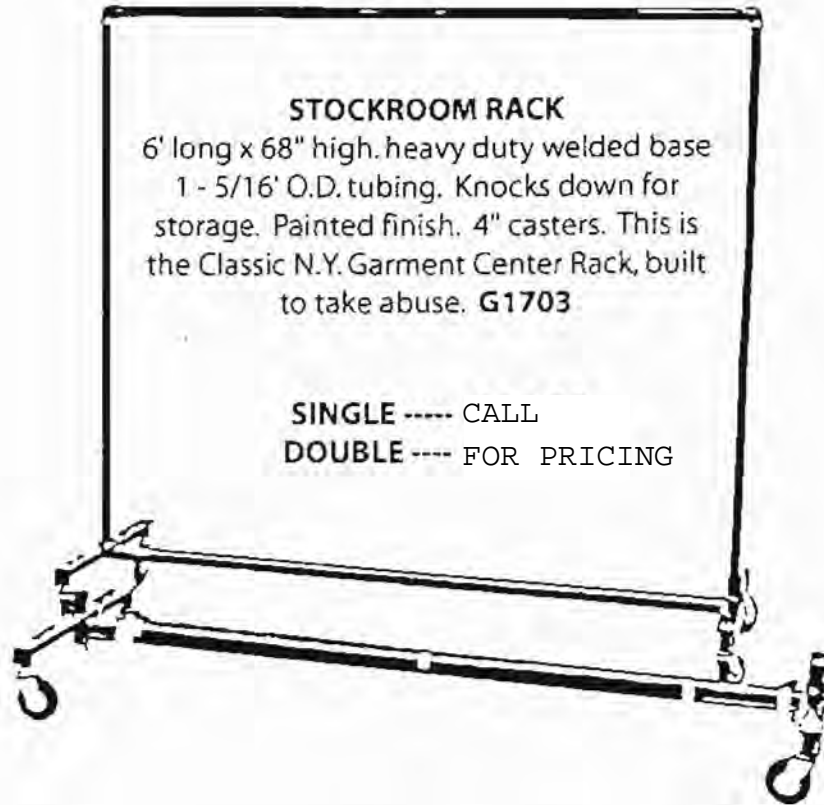 STOCKROOM RACK
6' long x 68" high. heavy duty welded base
1 - 5/16' O.D. tubing. Knocks down for
storage. Painted finish. 4" casters. This is
the Classic N.Y. Garment Center Rack, built
to take abuse. G1703
SINGLE ----- CALL
DOUBLE ---- FOR PRICING